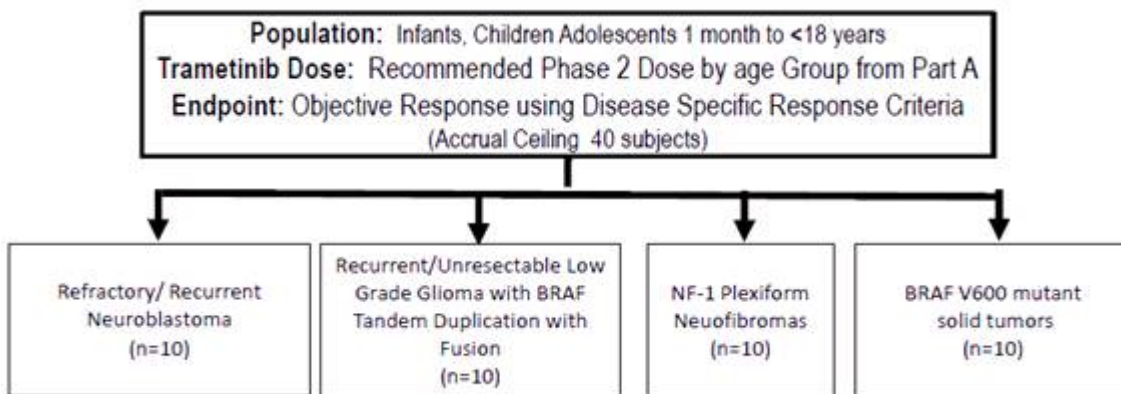 Population: Infants, Children Adolescents 1 month to <18 years
Trametinib Dose: Recommended Phase 2 Dose by age Group from Part A
Endpoint: Objective Response using Disease Specific Response Criteria
(Accrual Ceiling 40 subjects)
Refractory/ Recurrent
Neuroblastoma
(n=10)
Recurrent/Unresectable Low
Grade Glioma with BRAF
Tandem Duplication with
Fusion
(n=10)
NF-1 Plexiform
Neuofibromas
(n=10)
BRAF V600 mutant
solid tumors
(n=10)